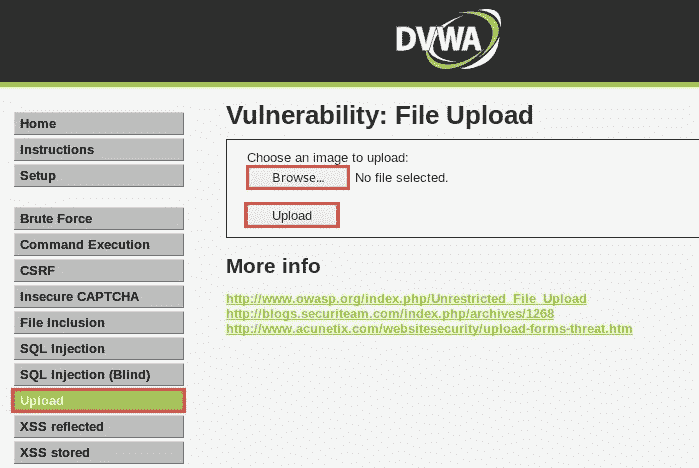 DVWA
Vulnerability: File Upload
Home
Instructions
Setup
Brute Force
Command Execution
CSRF
Insecure CAPTCHA
File Inclusion
SQL Injection
SQL Injection (Blind)
Upload
XSS reflected
XSS stored
Choose an image to upload:
Browse... No file selected.
Upload
More info
http://www.owasp.org/index.php/Unrestricted_File_Upload
http://blogs.securiteam.com/index.php/archives/1268
http://www.acunetix.com/websitesecurity/upload-forms-threat.htm